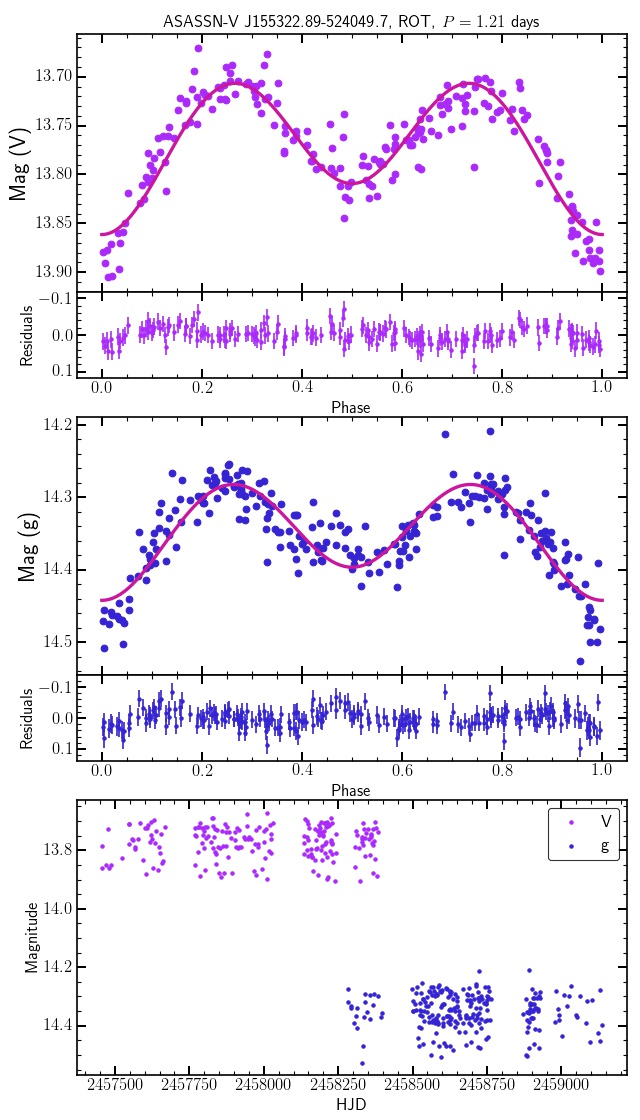 ASASSN-V J155322.89-524049.7, ROT, P = 1.21 days
13.70
13.75
13.80
13.85
13.90
Mag (V)
−0.1
0.0
0.1
Residuals
0.0 0.2 0.4 0.6 0.8 1.0
Phase
14.2
14.3
14.4
14.5
Mag (g)
−0.1
0.0
0.1
Residuals
0.0 0.2 0.4 0.6 0.8 1.0
Phase
V
g
13.8
14.0
14.2
14.4
Magnitude
2457500 2457750 2458000 2458250 2458500 2458750 2459000
HJD